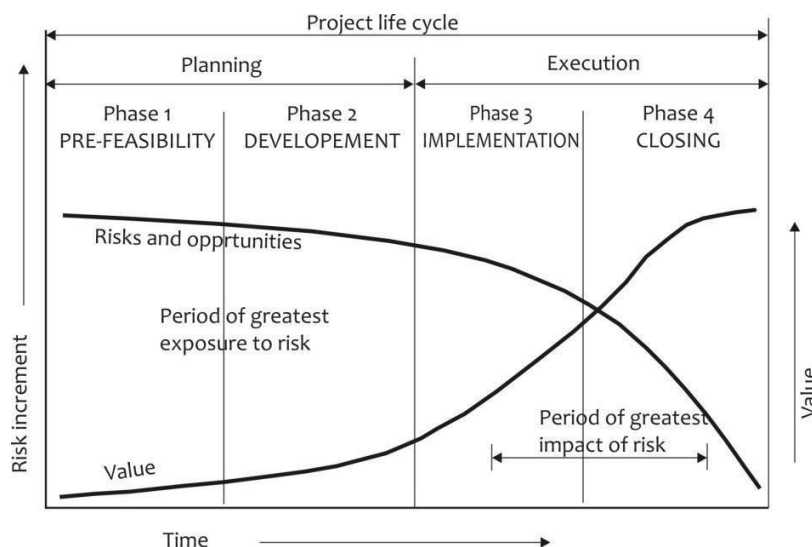 Project life cycle
Planning
Execution
Phase 1
PRE-FEASIBILITY
Phase 2
DEVELOPEMENT
Phase 3
IMPLEMENTATION
Phase 4
CLOSING
Risks and opprtunities
Period of greatest
exposure to risk
Period of greatest
impact of risk
Value
Risk increment
Value
Time